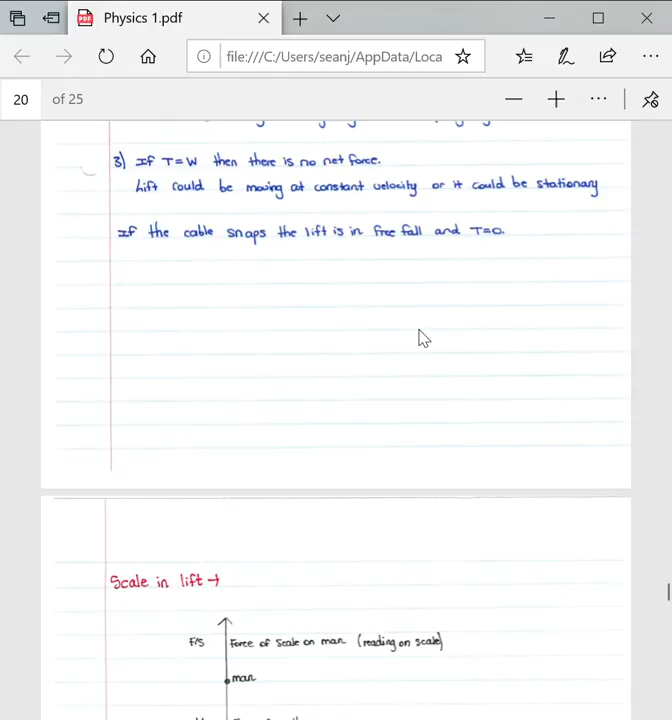 Physics 1.pdf
file:///C:/Users/seanj/AppData/Loca
20 of 25
3) If T=W then there is no net force.
Lift could be moving at constant velocity or it could be stationary
If the cable snaps the lift is in free fall and T=0.
Scale in lift →
F/S Force of scale on man (reading on scale)
man